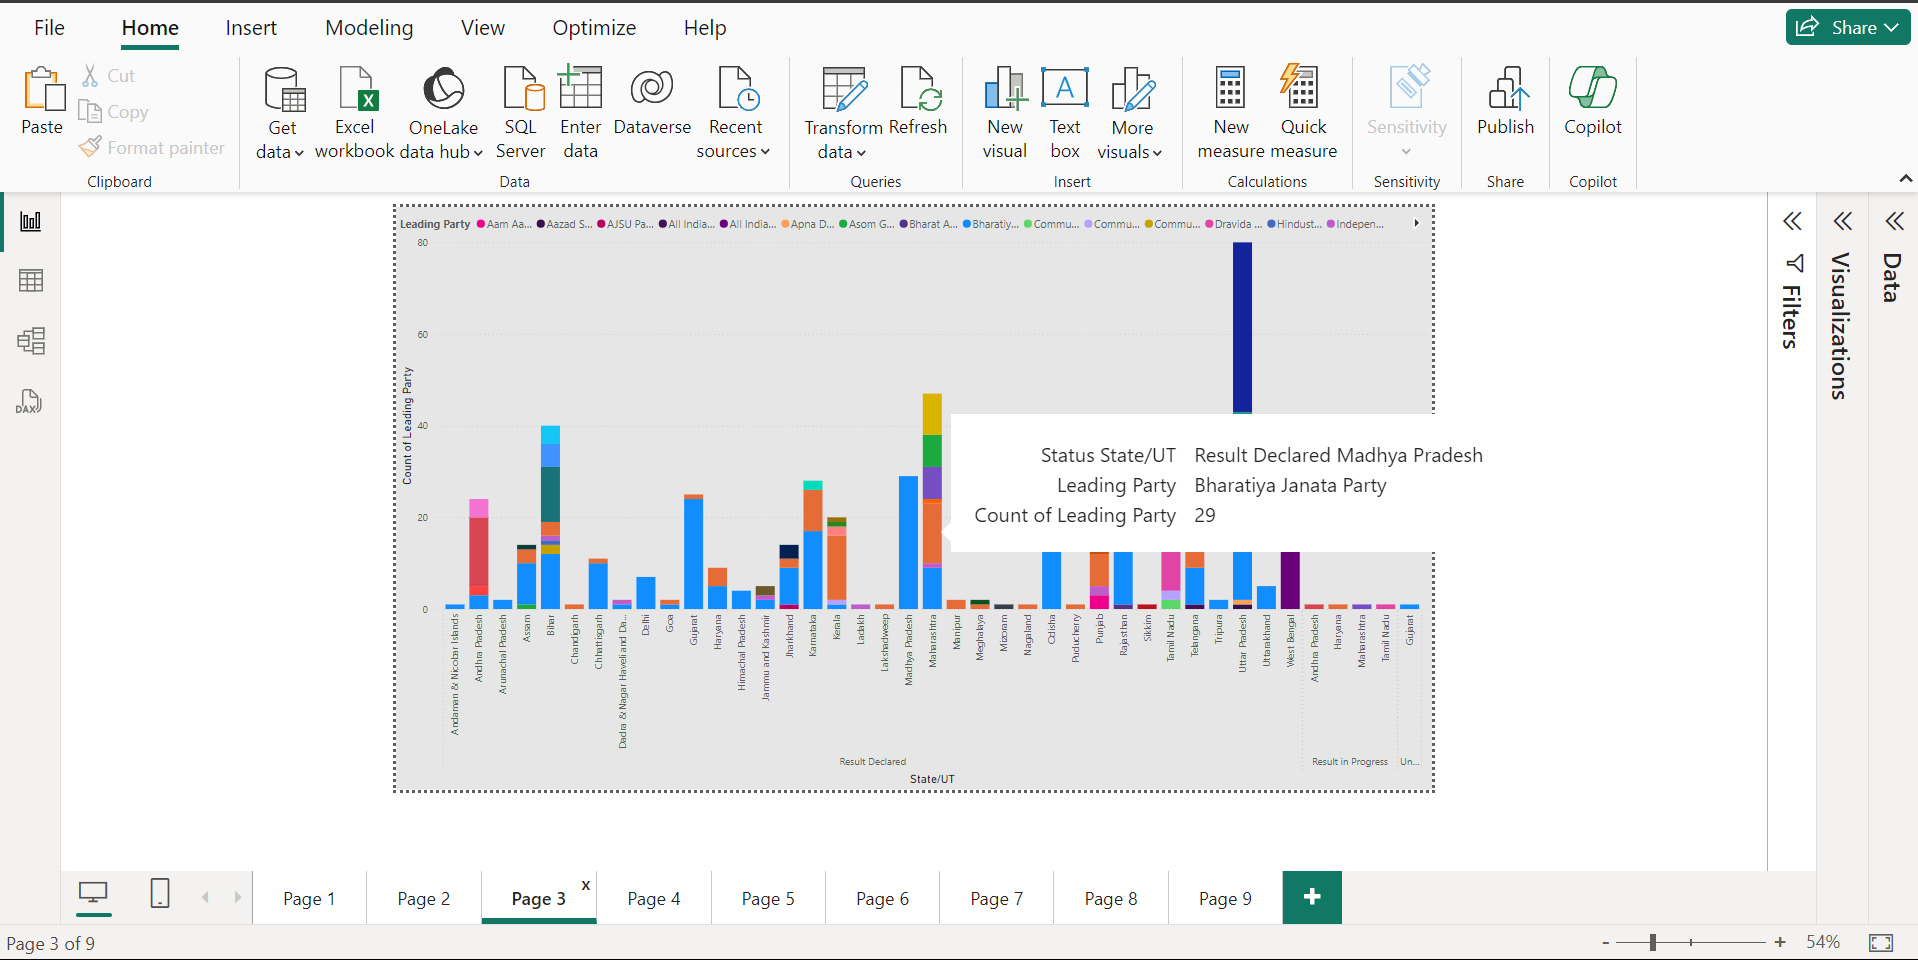 File Home Insert Modeling View Optimize Help
Share
Paste
Cut
Copy
Format painter
Clipboard
Get data
Excel workbook
OneLake data hub
SQL Server
Enter data
Dataverse
Recent sources
Data
Transform data
Refresh
Queries
New visual
Text box
More visuals
Insert
New measure
Quick measure
Calculations
Sensitivity
Sensitivity
Publish
Share
Copilot
Copilot
DAX
Filters
Visualizations
Data
Leading Party Aam Aa... Aazad S... AJSU Pa... All India... All India... Apna D... Asom G... Bharat A... Bharatiy... Commu... Commu... Commu... Dravida ... Hindust... Indepen...
80
60
40
20
0
Count of Leading Party
Status State/UT Result Declared Madhya Pradesh
Leading Party Bharatiya Janata Party
Count of Leading Party 29
Andaman & Nicobar Islands
Andhra Pradesh
Arunachal Pradesh
Assam
Bihar
Chandigarh
Chhattisgarh
Dadra & Nagar Haveli and Da...
Delhi
Goa
Gujarat
Haryana
Himachal Pradesh
Jammu and Kashmir
Jharkhand
Karnataka
Kerala
Ladakh
Lakshadweep
Madhya Pradesh
Maharashtra
Manipur
Meghalaya
Mizoram
Nagaland
Odisha
Puducherry
Punjab
Rajasthan
Sikkim
Tamil Nadu
Telangana
Tripura
Uttar Pradesh
Uttarakhand
West Bengal
Andhra Pradesh
Haryana
Maharashtra
Tamil Nadu
Gujarat
Result Declared Result in Progress Un...
State/UT
Page 1 Page 2 Page 3 x Page 4 Page 5 Page 6 Page 7 Page 8 Page 9 +
Page 3 of 9
- + 54%